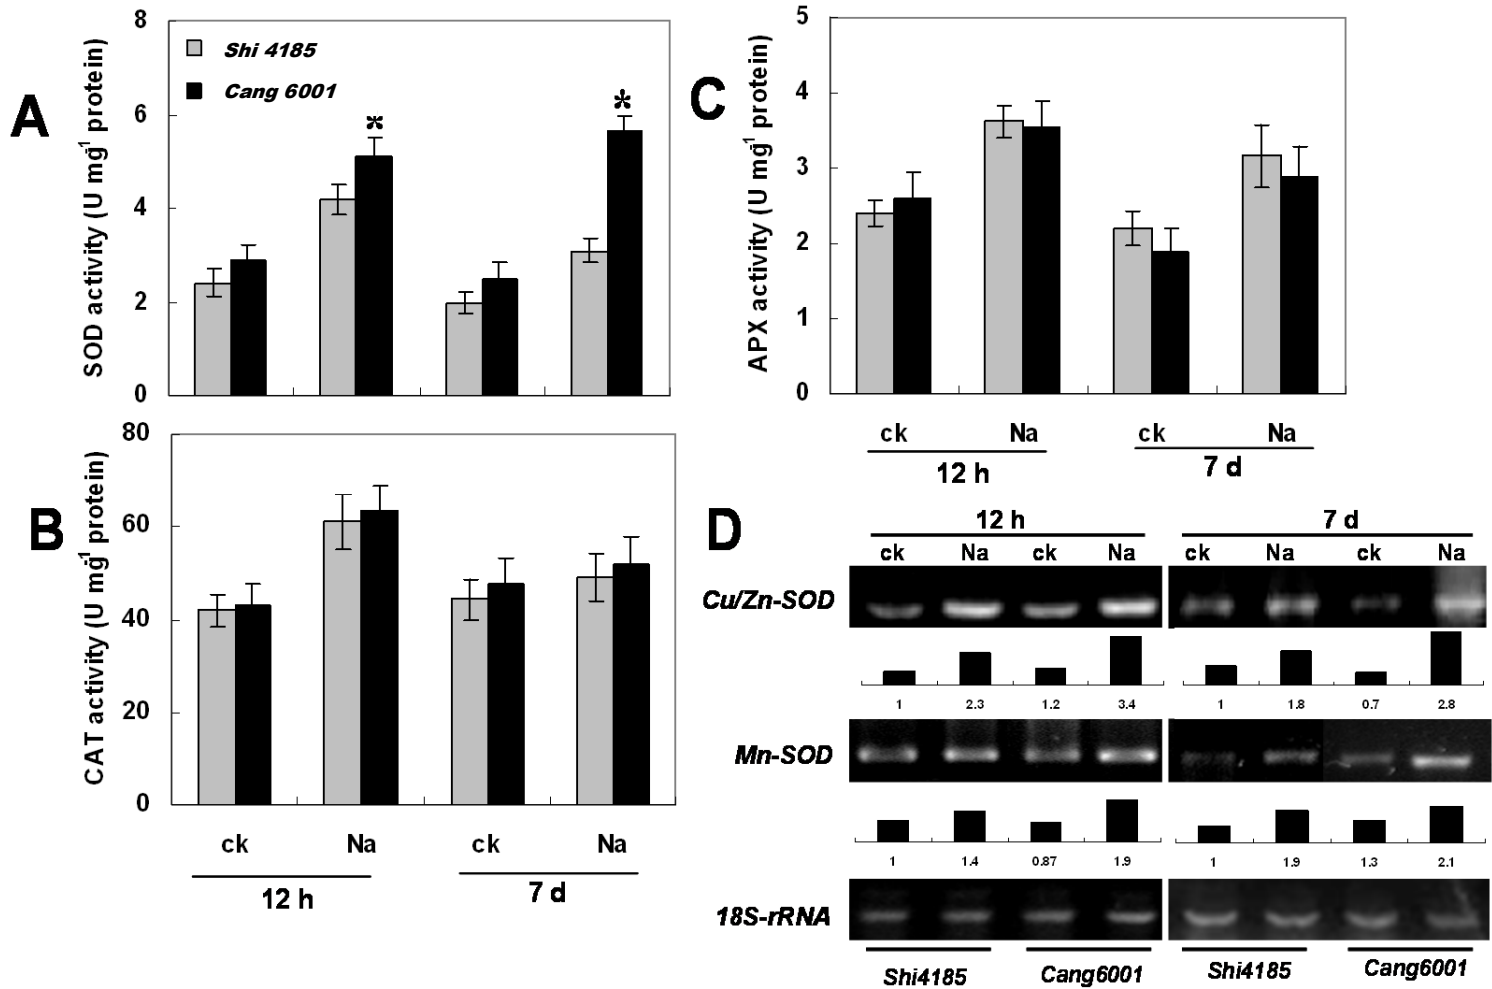 A
SOD activity (U mg-1 protein)
8
6
4
2
0
Shi 4185
Cang 6001
*
*
B
CAT activity (U mg-1 protein)
80
60
40
20
0
ck Na ck Na
12 h 7 d
C
APX activity (U mg-1 protein)
5
4
3
2
1
0
ck Na ck Na
12 h 7 d
D
12 h 7 d
ck Na ck Na ck Na ck Na
Cu/Zn-SOD
1 2.3 1.2 3.4 1 1.8 0.7 2.8
Mn-SOD
1 1.4 0.87 1.9 1 1.9 1.3 2.1
18S-rRNA
Shi4185 Cang6001 Shi4185 Cang6001